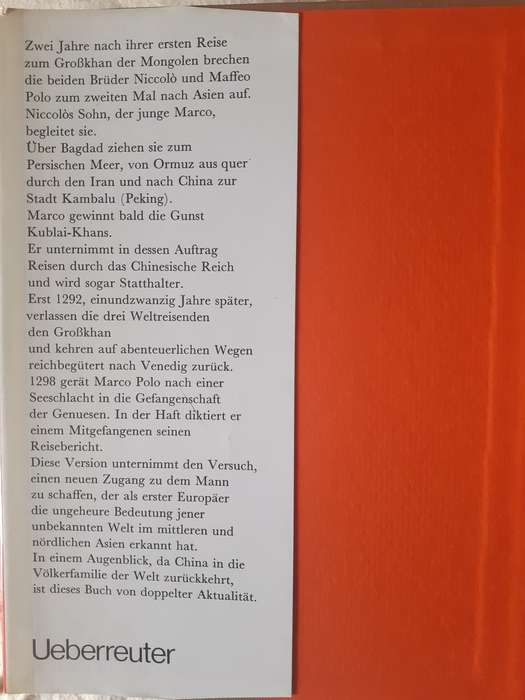 Zwei Jahre nach ihrer ersten Reise
zum Großkhan der Mongolen brechen
die beiden Brüder Niccolò und Maffeo
Polo zum zweiten Mal nach Asien auf.
Niccolòs Sohn, der junge Marco,
begleitet sie.
Über Bagdad ziehen sie zum
Persischen Meer, von Ormuz aus quer
durch den Iran und nach China zur
Stadt Kambalu (Peking).
Marco gewinnt bald die Gunst
Kublai-Khans.
Er unternimmt in dessen Auftrag
Reisen durch das Chinesische Reich
und wird sogar Statthalter.
Erst 1292, einundzwanzig Jahre später,
verlassen die drei Weltreisenden
den Großkhan
und kehren auf abenteuerlichen Wegen
reichbegütert nach Venedig zurück.
1298 gerät Marco Polo nach einer
Seeschlacht in die Gefangenschaft
der Genuesen. In der Haft diktiert er
einem Mitgefangenen seinen
Reisebericht.
Diese Version unternimmt den Versuch,
einen neuen Zugang zu dem Mann
zu schaffen, der als erster Europäer
die ungeheure Bedeutung jener
unbekannten Welt im mittleren und
nördlichen Asien erkannt hat.
In einem Augenblick, da China in die
Völkerfamilie der Welt zurückkehrt,
ist dieses Buch von doppelter Aktualität.
Ueberreuter